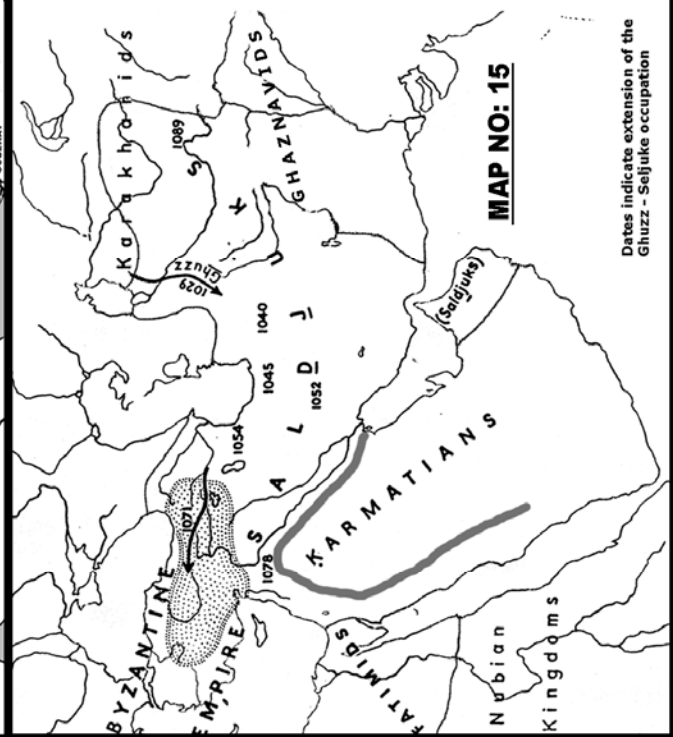 Karakhanids
GHAZNAVIDS
1089
Ghuzz
1029
SALDJUKS
1040
1045
1052
1054
1071
1078
BYZANTINE
EMPIRE
(Saldjuks)
KARMATIANS
FATIMIDS
Nubian
Kingdoms
MAP NO: 15
Dates indicate extension of the
Ghuzz - Seljuke occupation